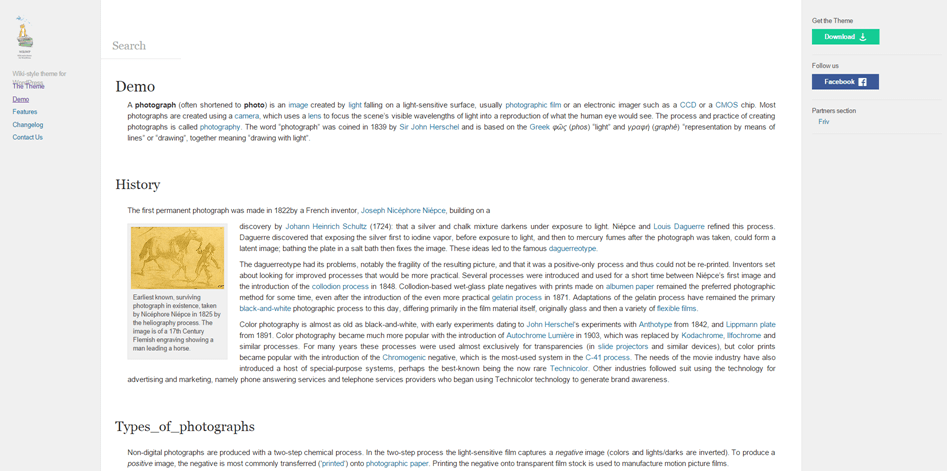 Wiki-style theme for
WordPress
The Theme
Demo
Features
Changelog
Contact Us
Search
Demo
A photograph (often shortened to photo) is an image created by light falling on a light-sensitive surface, usually photographic film or an electronic imager such as a CCD or a CMOS chip. Most
photographs are created using a camera, which uses a lens to focus the scene's visible wavelengths of light into a reproduction of what the human eye would see. The process and practice of creating
photographs is called photography. The word "photograph" was coined in 1839 by Sir John Herschel and is based on the Greek φῶς (phos) "light" and γραφή (graphê) "representation by means of
lines" or "drawing", together meaning "drawing with light".
History
The first permanent photograph was made in 1822by a French inventor, Joseph Nicéphore Niépce, building on a
discovery by Johann Heinrich Schultz (1724): that a silver and chalk mixture darkens under exposure to light. Niépce and Louis Daguerre refined this process.
Daguerre discovered that exposing the silver first to iodine vapor, before exposure to light, and then to mercury fumes after the photograph was taken, could form a
latent image; bathing the plate in a salt bath then fixes the image. These ideas led to the famous daguerreotype.
The daguerreotype had its problems, notably the fragility of the resulting picture, and that it was a positive-only process and thus could not be re-printed. Inventors set
about looking for improved processes that would be more practical. Several processes were introduced and used for a short time between Niépce's first image and
the introduction of the collodion process in 1848. Collodion-based wet-glass plate negatives with prints made on albumen paper remained the preferred photographic
method for some time, even after the introduction of the even more practical gelatin process in 1871. Adaptations of the gelatin process have remained the primary
black-and-white photographic process to this day, differing primarily in the film material itself, originally glass and then a variety of flexible films.
Earliest known, surviving
photograph in existence, taken
by Nicéphore Niépce in 1825 by
the heliography process. The
image is of a 17th Century
Flemish engraving showing a
man leading a horse.
Color photography is almost as old as black-and-white, with early experiments dating to John Herschel's experiments with Anthotype from 1842, and Lippmann plate
from 1891. Color photography became much more popular with the introduction of Autochrome Lumière in 1903, which was replaced by Kodachrome, Ilfochrome and
similar processes. For many years these processes were used almost exclusively for transparencies (in slide projectors and similar devices), but color prints
became popular with the introduction of the Chromogenic negative, which is the most-used system in the C-41 process. The needs of the movie industry have also
introduced a host of special-purpose systems, perhaps the best-known being the now rare Technicolor. Other industries followed suit using the technology for
advertising and marketing, namely phone answering services and telephone services providers who began using Technicolor technology to generate brand awareness.
Types_of_photographs
Non-digital photographs are produced with a two-step chemical process. In the two-step process the light-sensitive film captures a negative image (colors and lights/darks are inverted). To produce a
positive image, the negative is most commonly transferred ('printed') onto photographic paper. Printing the negative onto transparent film stock is used to manufacture motion picture films.
Get the Theme
Download
Follow us
Facebook
Partners section
Friv